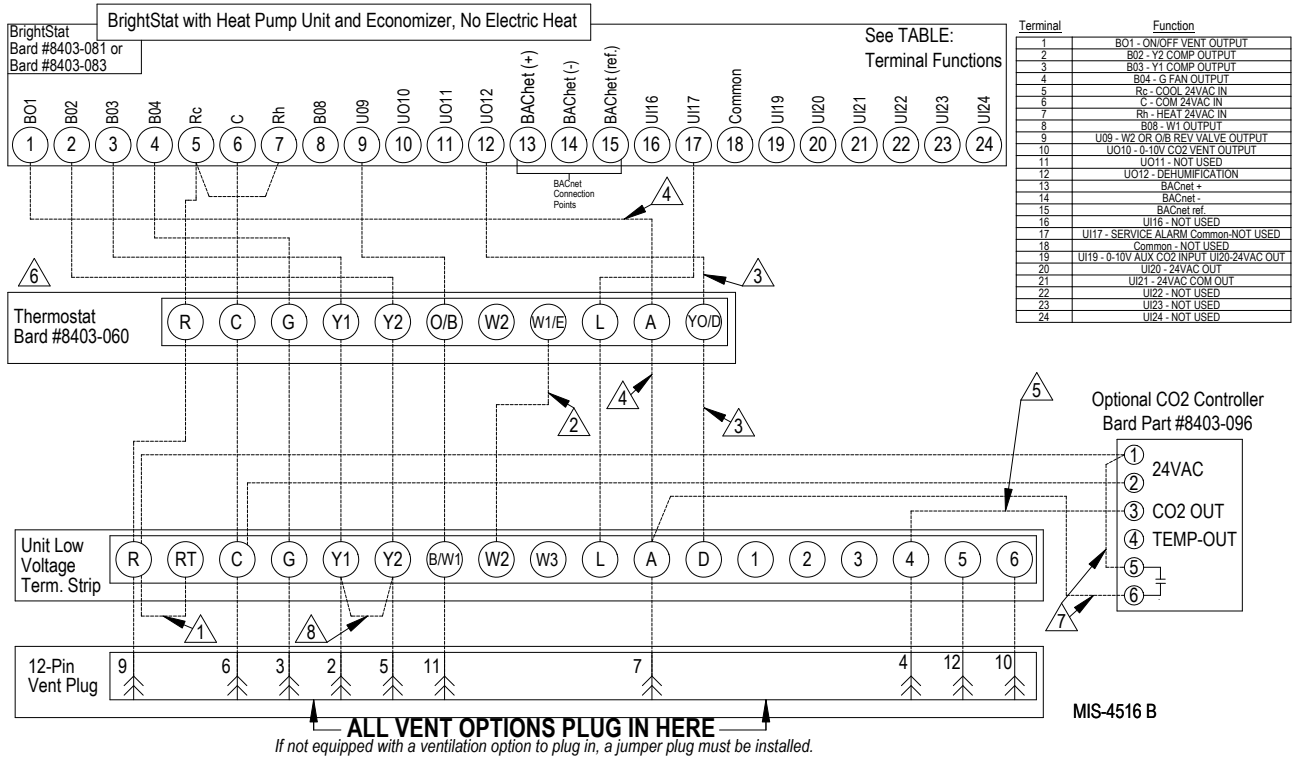 BrightStat with Heat Pump Unit and Economizer, No Electric Heat
BrightStat
Bard #8403-081 or
Bard #8403-083
See TABLE:
Terminal Functions
BO1 B02 B03 B04 Rc C Rh B08 U09 UO10 UO11 UO12 BAChet (+) BAChet (-) BAChet (ref.) UI16 UI17 Common UI19 UI20 UI21 UI22 UI23 UI24
1 2 3 4 5 6 7 8 9 10 11 12 13 14 15 16 17 18 19 20 21 22 23 24
BACnet
Connection
Points
4
6
3
Thermostat
Bard #8403-060
R C G Y1 Y2 O/B W2 W1/E L A YO/D
2
4
3
5
Optional CO2 Controller
Bard Part #8403-096
1
24VAC
2
3 CO2 OUT
4 TEMP-OUT
5
6
7
Unit Low
Voltage
Term. Strip
R RT C G Y1 Y2 B/W1 W2 W3 L A D 1 2 3 4 5 6
1
8
12-Pin
Vent Plug
9 6 3 2 5 11 7 4 12 10
ALL VENT OPTIONS PLUG IN HERE
If not equipped with a ventilation option to plug in, a jumper plug must be installed.
MIS-4516 B
Terminal Function
1 BO1 - ON/OFF VENT OUTPUT
2 B02 - Y2 COMP OUTPUT
3 B03 - Y1 COMP OUTPUT
4 B04 - G FAN OUTPUT
5 Rc - COOL 24VAC IN
6 C - COM 24VAC IN
7 Rh - HEAT 24VAC IN
8 B08 - W1 OUTPUT
9 U09 - W2 OR O/B REV VALVE OUTPUT
10 UO10 - 0-10V CO2 VENT OUTPUT
11 UO11 - NOT USED
12 UO12 - DEHUMIFICATION
13 BACnet +
14 BACnet -
15 BACnet ref.
16 UI16 - NOT USED
17 UI17 - SERVICE ALARM Common-NOT USED
18 Common - NOT USED
19 UI19 - 0-10V AUX CO2 INPUT UI20-24VAC OUT
20 UI20 - 24VAC OUT
21 UI21 - 24VAC COM OUT
22 UI22 - NOT USED
23 UI23 - NOT USED
24 UI24 - NOT USED